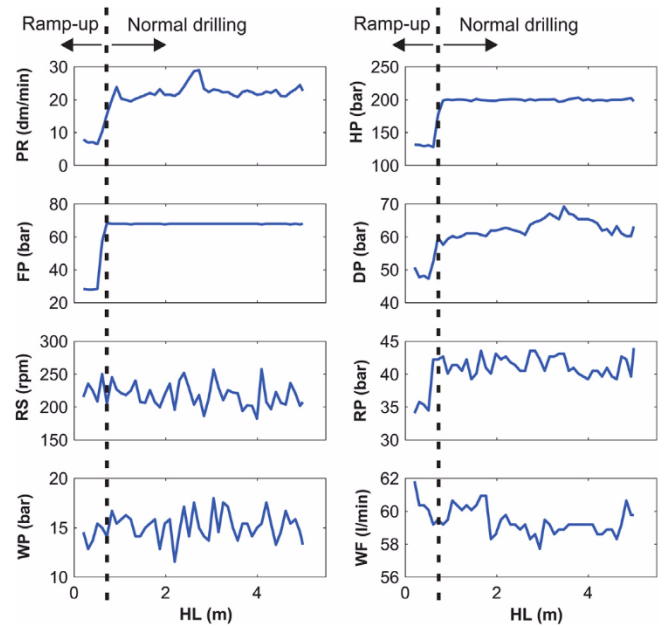 Ramp-up Normal drilling
Ramp-up Normal drilling
PR (dm/min)
30
20
10
0
HP (bar)
250
200
150
100
FP (bar)
80
60
40
20
DP (bar)
70
60
50
40
RS (rpm)
300
250
200
150
RP (bar)
45
40
35
30
WP (bar)
20
15
10
0 2 4
HL (m)
WF (l/min)
62
60
58
56
0 2 4
HL (m)